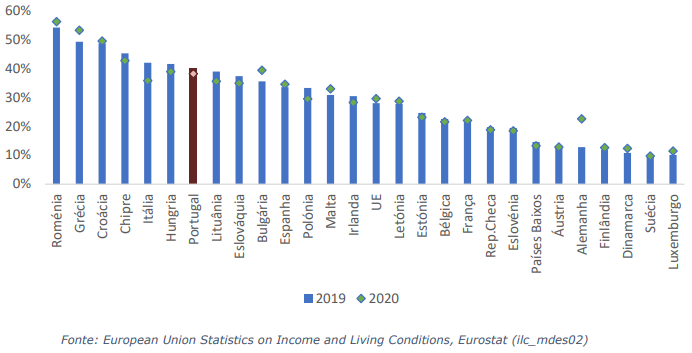 60%
50%
40%
30%
20%
10%
0%
Roménia
Grécia
Croácia
Chipre
Itália
Hungria
Portugal
Lituânia
Eslováquia
Bulgária
Espanha
Polónia
Malta
Irlanda
UE
Letónia
Estónia
Bélgica
França
Rep.Checa
Eslovénia
Países Baixos
Áustria
Alemanha
Finlândia
Dinamarca
Suécia
Luxemburgo
2019 2020
Fonte: European Union Statistics on Income and Living Conditions, Eurostat (ilc_mdes02)